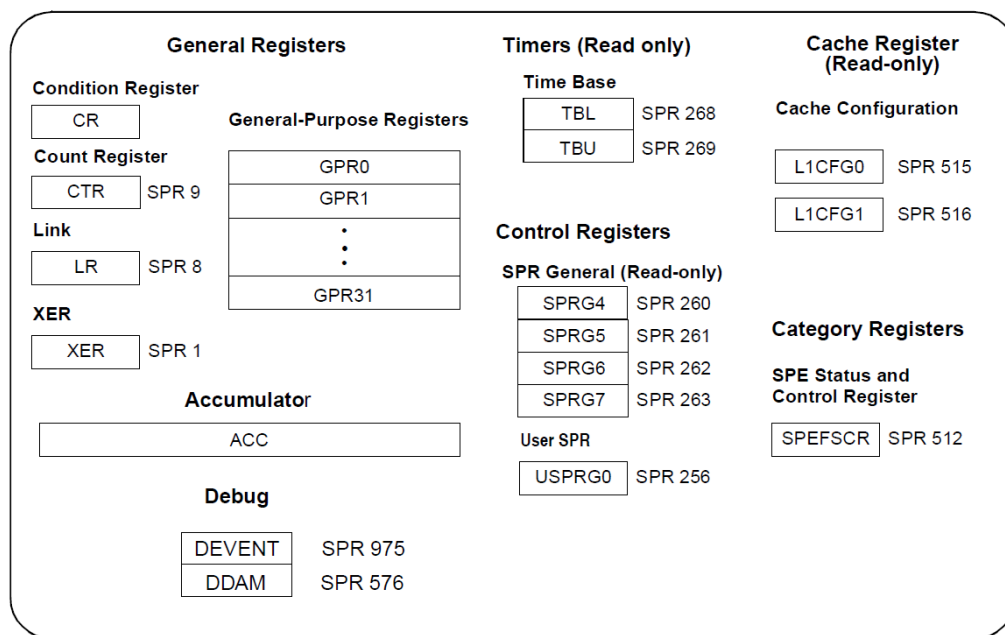 General Registers
Condition Register
CR
Count Register
CTR SPR 9
Link
LR SPR 8
XER
XER SPR 1
General-Purpose Registers
GPR0
GPR1
GPR31
Accumulator
ACC
Debug
DEVENT SPR 975
DDAM SPR 576
Timers (Read only)
Time Base
TBL SPR 268
TBU SPR 269
Control Registers
SPR General (Read-only)
SPRG4 SPR 260
SPRG5 SPR 261
SPRG6 SPR 262
SPRG7 SPR 263
User SPR
USPRG0 SPR 256
Cache Register
(Read-only)
Cache Configuration
L1CFG0 SPR 515
L1CFG1 SPR 516
Category Registers
SPE Status and
Control Register
SPEFSCR SPR 512